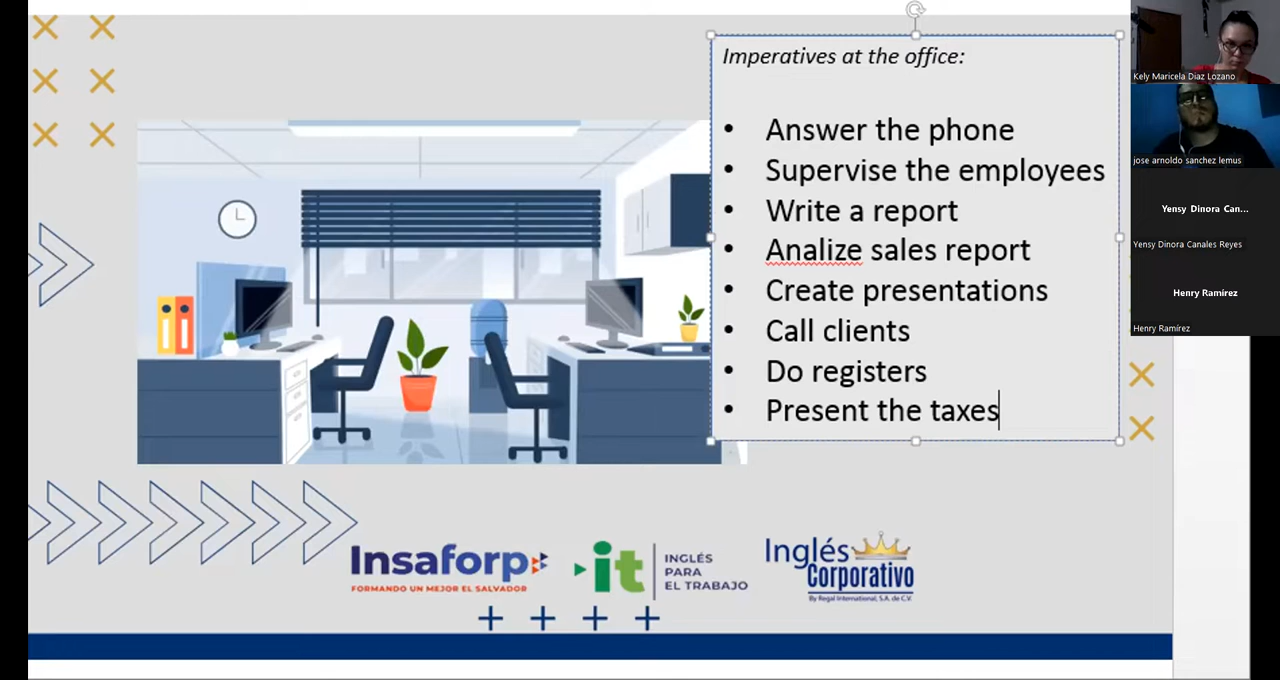 Imperatives at the office:
• Answer the phone
• Supervise the employees
• Write a report
• Analize sales report
• Create presentations
• Call clients
• Do registers
• Present the taxes
Kely Maricela Diaz Lozano
jose arnoldo sanchez lemus
Yensy Dinora Can...
Yensy Dinora Canales Reyes
Henry Ramírez
Henry Ramírez
Insaforp
FORMANDO UN MEJOR EL SALVADOR
it
INGLÉS
PARA
EL TRABAJO
Inglés
Corporativo
By Regal International, S.A. de C.V.